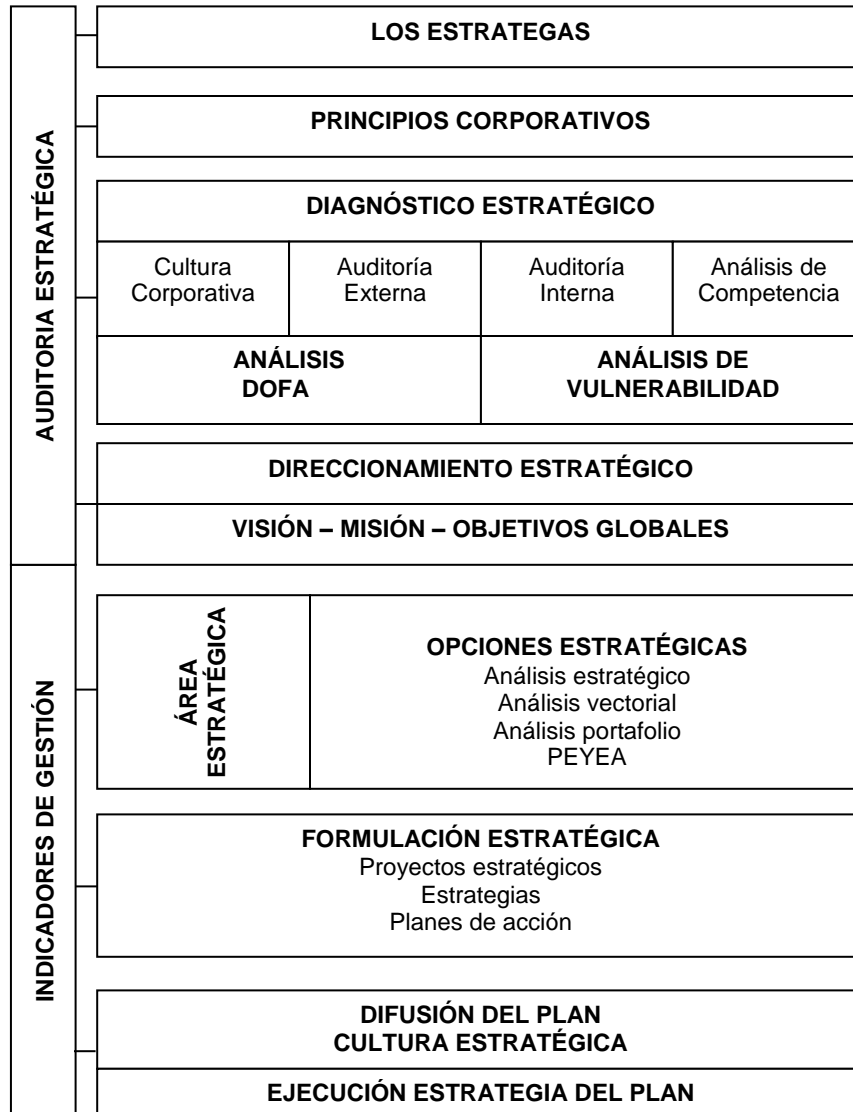 AUDITORIA ESTRATÉGICA
LOS ESTRATEGAS
PRINCIPIOS CORPORATIVOS
DIAGNÓSTICO ESTRATÉGICO
Cultura
Corporativa
Auditoría
Externa
Auditoría
Interna
Análisis de
Competencia
ANÁLISIS
DOFA
ANÁLISIS DE
VULNERABILIDAD
DIRECCIONAMIENTO ESTRATÉGICO
VISIÓN – MISIÓN – OBJETIVOS GLOBALES
INDICADORES DE GESTIÓN
ÁREA
ESTRATÉGICA
OPCIONES ESTRATÉGICAS
Análisis estratégico
Análisis vectorial
Análisis portafolio
PEYEA
FORMULACIÓN ESTRATÉGICA
Proyectos estratégicos
Estrategias
Planes de acción
DIFUSIÓN DEL PLAN
CULTURA ESTRATÉGICA
EJECUCIÓN ESTRATEGIA DEL PLAN